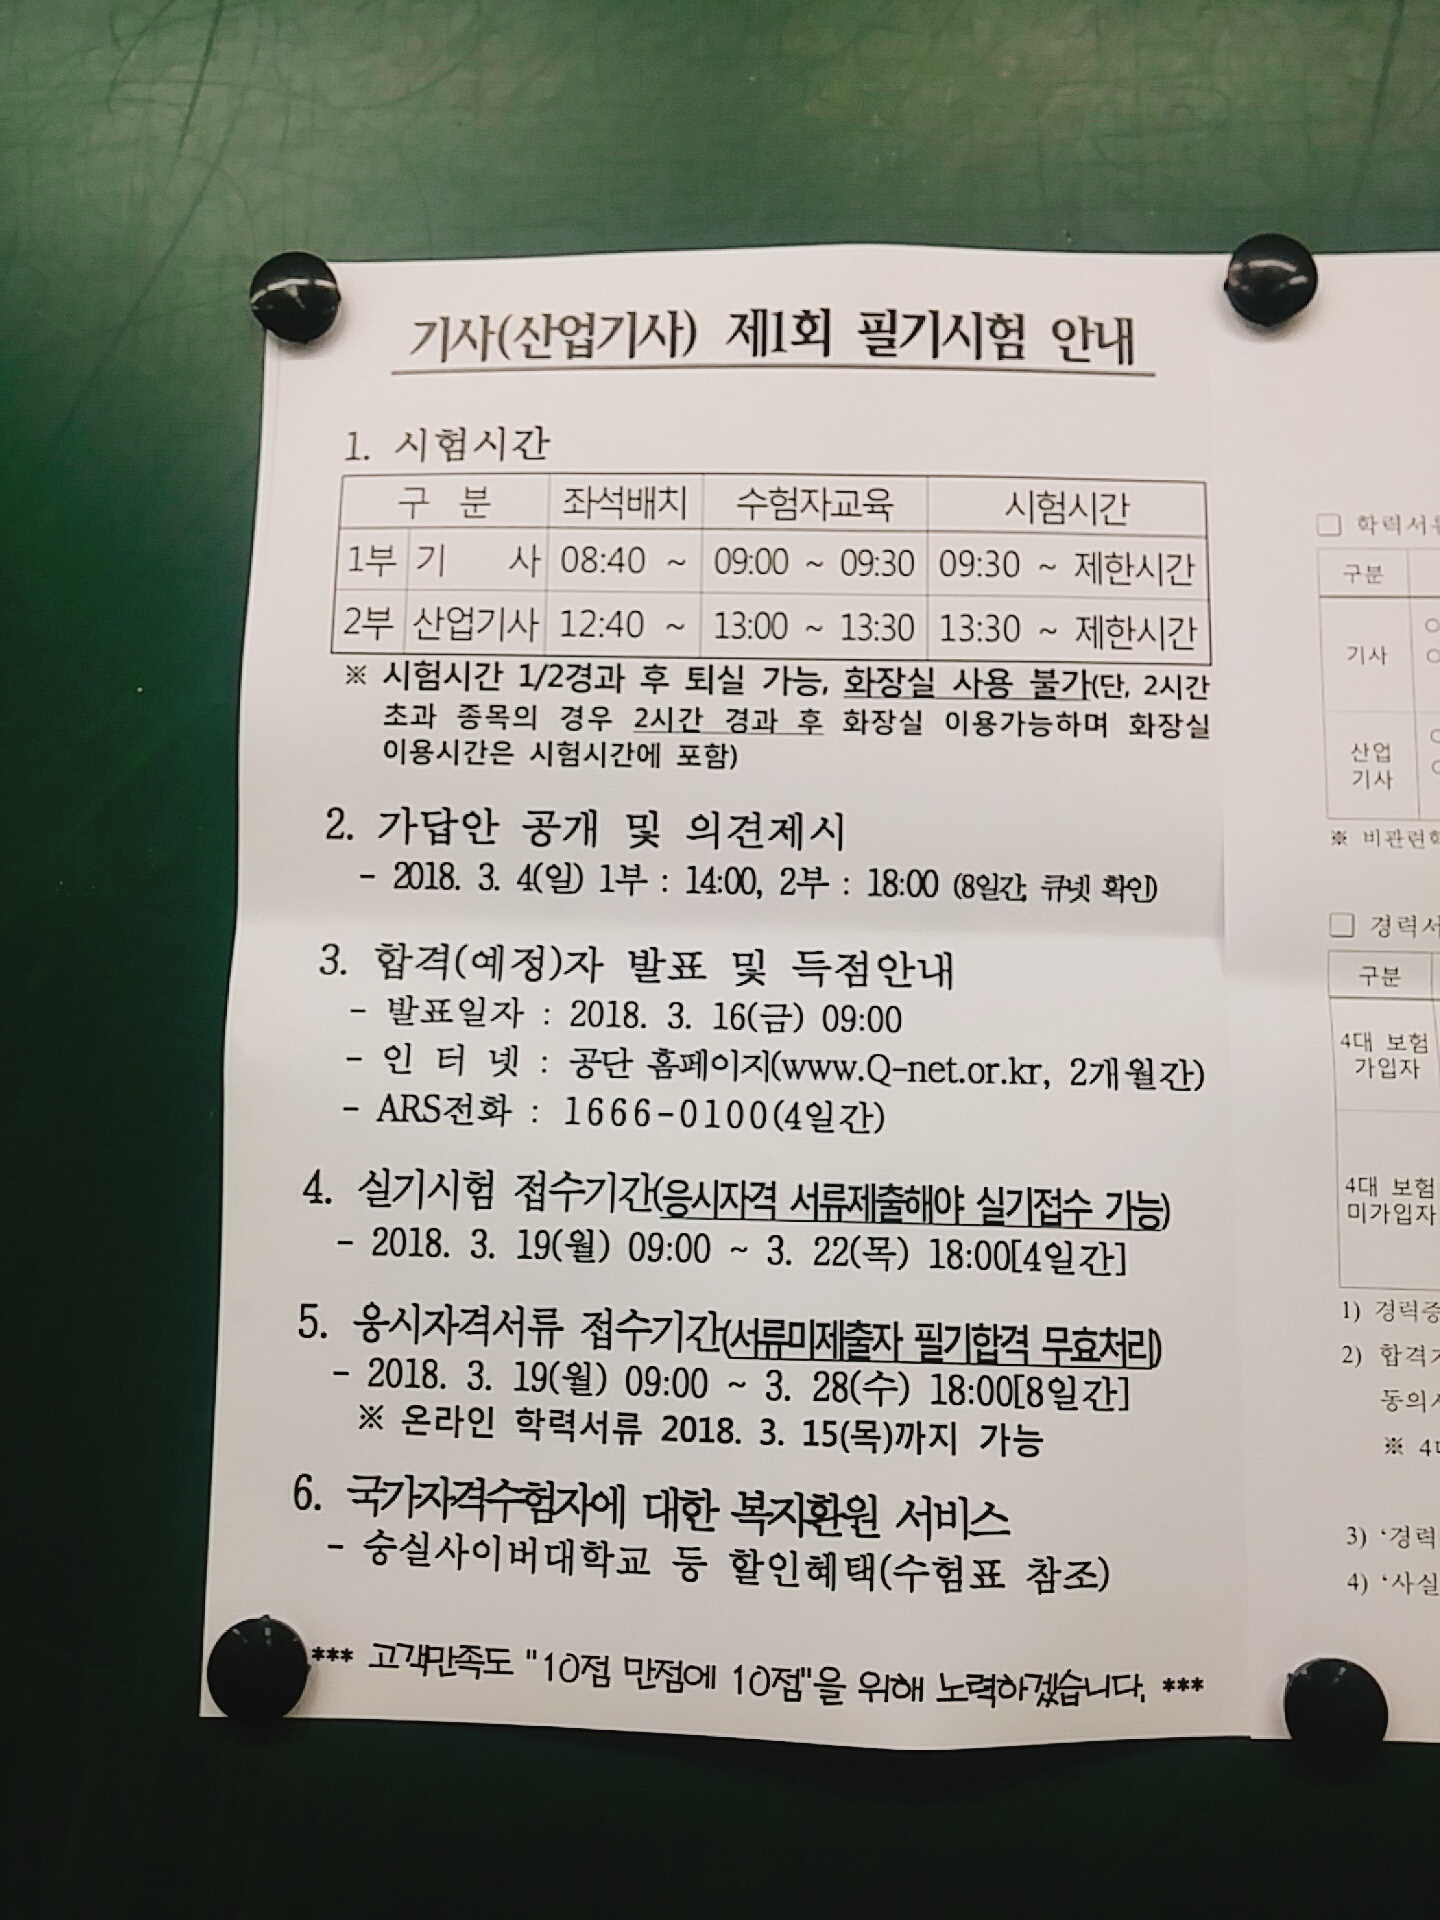 기사(산업기사) 제1회 필기시험 안내
1. 시험시간
구 분 좌석배치 수험자교육 시험시간
1부 기 사 08:40 ~ 09:00 ~ 09:30 09:30 ~ 제한시간
2부 산업기사 12:40 ~ 13:00 ~ 13:30 13:30 ~ 제한시간
※ 시험시간 1/2경과 후 퇴실 가능, 화장실 사용 불가(단, 2시간
초과 종목의 경우 2시간 경과 후 화장실 이용가능하며 화장실
이용시간은 시험시간에 포함)
2. 가답안 공개 및 의견제시
- 2018. 3. 4(일) 1부 : 14:00, 2부 : 18:00 (8일간, 큐넷 확인)
3. 합격(예정)자 발표 및 득점안내
- 발표일자 : 2018. 3. 16(금) 09:00
- 인 터 넷 : 공단 홈페이지(www.Q-net.or.kr, 2개월간)
- ARS전화 : 1666-0100(4일간)
4. 실기시험 접수기간(응시자격 서류제출해야 실기접수 가능)
- 2018. 3. 19(월) 09:00 ~ 3. 22(목) 18:00[4일간]
5. 응시자격서류 접수기간(서류미제출자 필기합격 무효처리)
- 2018. 3. 19(월) 09:00 ~ 3. 28(수) 18:00[8일간]
※ 온라인 학력서류 2018. 3. 15(목)까지 가능
6. 국가자격수험자에 대한 복지환원 서비스
- 숭실사이버대학교 등 할인혜택(수험표 참조)
*** 고객만족도 "10점 만점에 10점"을 위해 노력하겠습니다. ***
□ 학력서
구분
기사
산업
기사
※ 비관련
□ 경력서
구분
4대 보험
가입자
4대 보험
미가입자
1) 경력증
2) 합격
동의
※ 4
3) '경력
4) '사실